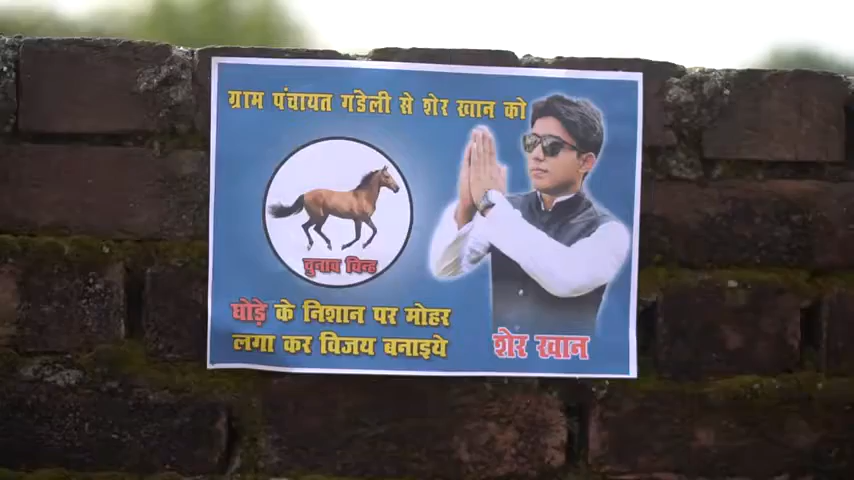 ग्राम पंचायत गडेली से शेर खान को
चुनाव चिन्ह
घोड़े के निशान पर मोहर
लगा कर विजय बनाइये
शेर खान